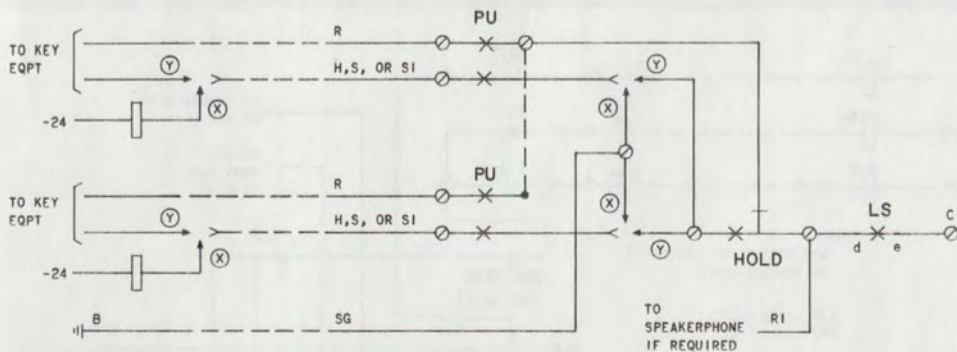 PU
R
TO KEY
EQPT
Y
H,S, OR SI
Y
X
X
-24
PU
R
TO KEY
EQPT
X
LS
C
Y
H,S, OR SI
Y
d
e
X
HOLD
-24
TO
SPEAKERPHONE
IF REQUIRED
RI
B
SG